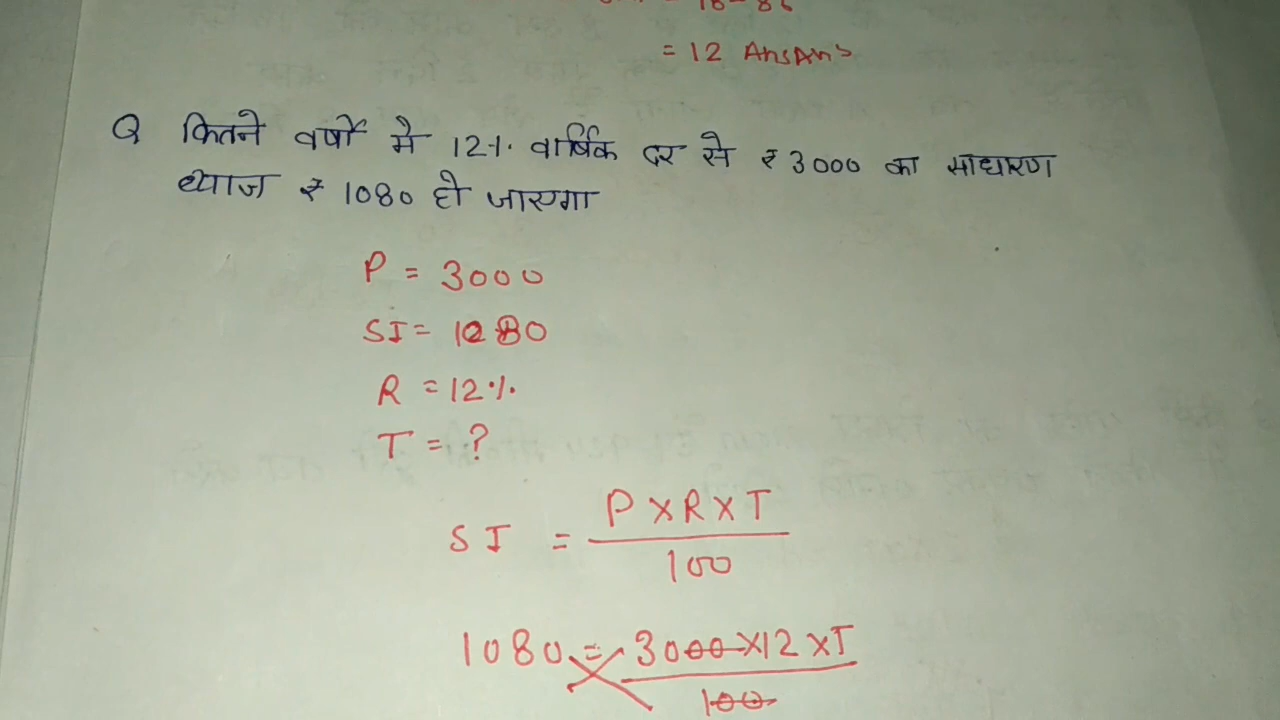 = 12 Ans
Q कितने वर्षों मे 12% वार्षिक दर से ₹ 3000 का साधारण
ब्याज ₹ 1080 हो जाएगा
P = 3000
SI = 1080
R = 12%
T = ?
SI = P × R × T
100
1080 = 3000 × 12 × T
100